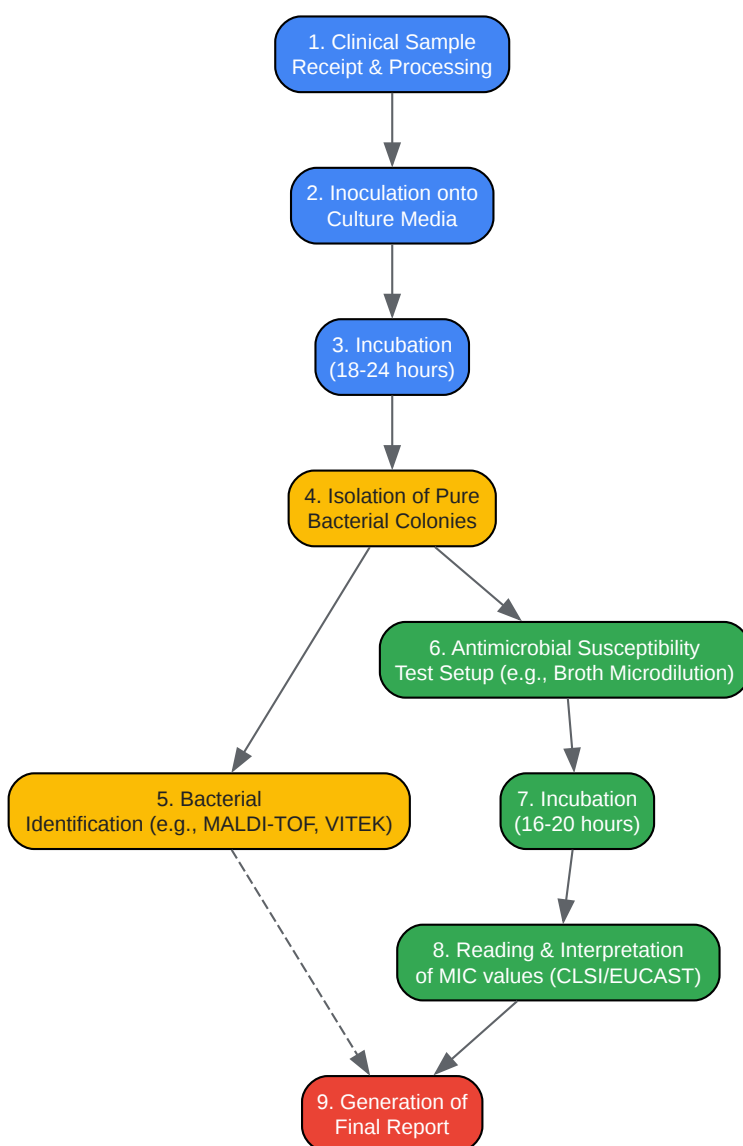 1. Clinical Sample
Receipt & Processing
2. Inoculation onto
Culture Media
3. Incubation
(18-24 hours)
4. Isolation of Pure
Bacterial Colonies
6. Antimicrobial Susceptibility
Test Setup (e.g., Broth Microdilution)
5. Bacterial
Identification (e.g., MALDI-TOF, VITEK)
7. Incubation
(16-20 hours)
8. Reading & Interpretation
of MIC values (CLSI/EUCAST)
9. Generation of
Final Report